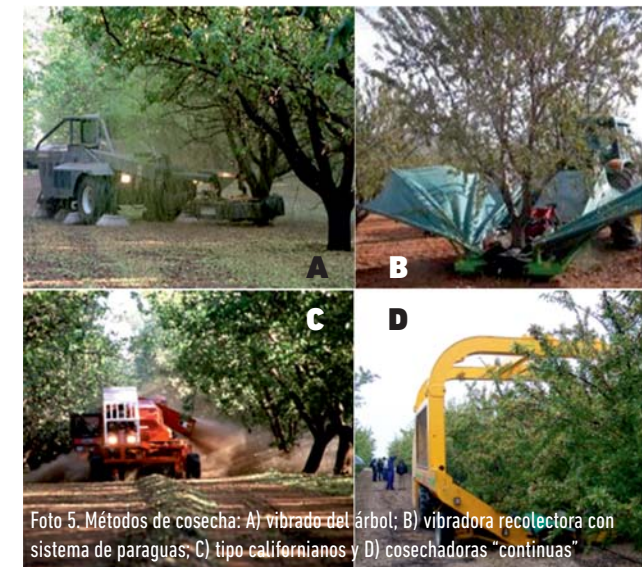 A
B
C
D
Foto 5. Métodos de cosecha: A) vibrado del árbol; B) vibradora recolectora con
sistema de paraguas; C) tipo californianos y D) cosechadoras “continuas”